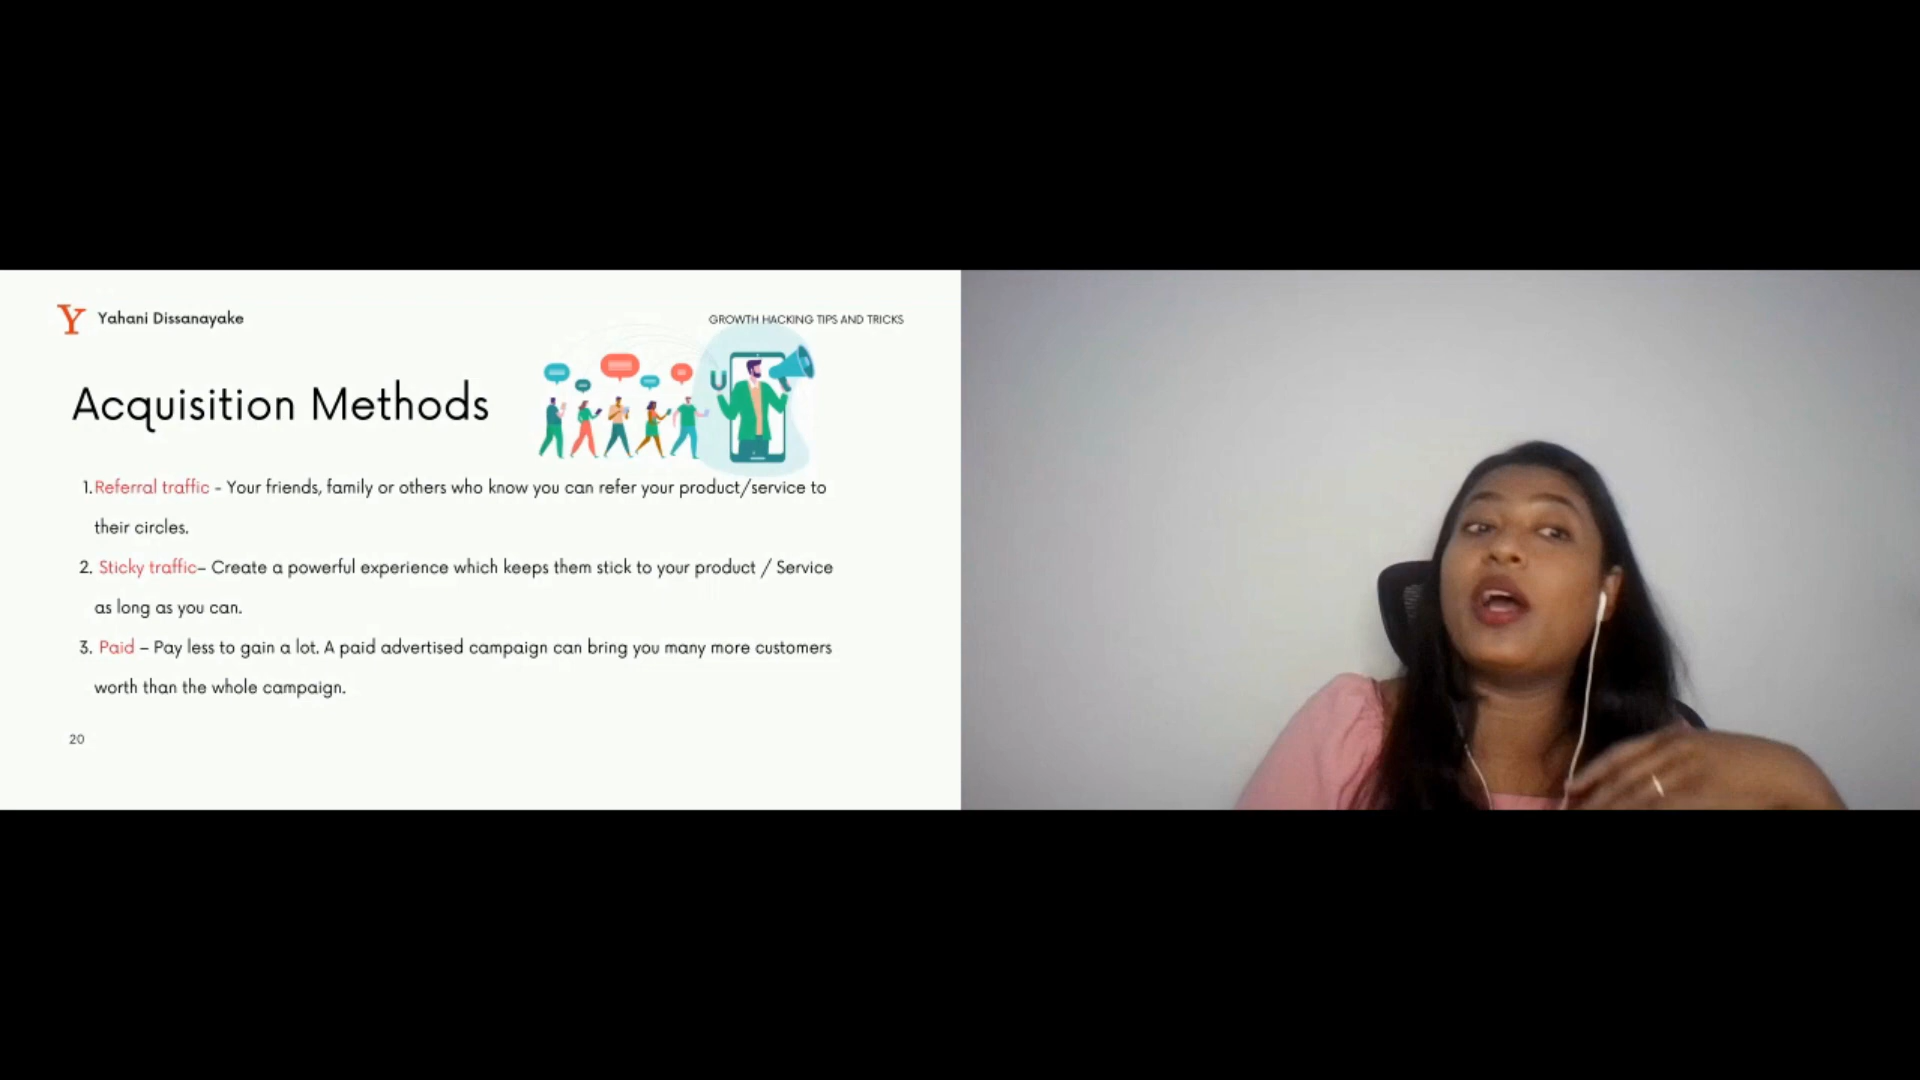 Y Yahani Dissanayake
GROWTH HACKING TIPS AND TRICKS
Acquisition Methods
1. Referral traffic - Your friends, family or others who know you can refer your product/service to
their circles.
2. Sticky traffic– Create a powerful experience which keeps them stick to your product / Service
as long as you can.
3. Paid – Pay less to gain a lot. A paid advertised campaign can bring you many more customers
worth than the whole campaign.
20